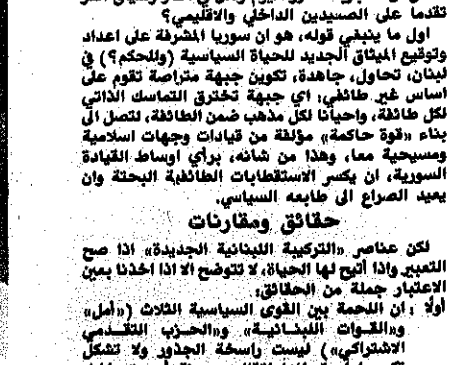 تقدما على الصعيدين الداخلي والاقليمي؟
اول ما ينبغي قوله، هو ان سوريا المشرفة على اعداد
وتوقيع الميثاق الجديد للحياة السياسية (وللحكم؟) في
لبنان، تحاول، جاهدة، تكوين جبهة متراصة تقوم على
اساس غير طائفي: اي جبهة تخترق التماسك الذاتي
لكل طائفة، واحيانا لكل مذهب ضمن الطائفة، لتصل الى
بناء «قوة حاكمة» مؤلفة من قيادات وجهات اسلامية
ومسيحية معا، وهذا من شانه، براي اوساط القيادة
السورية، ان يكسر الاستقطابات الطائفية البحتة وان
يعيد الصراع الى طابعه السياسي.
حقائق ومقارنات
لكن عناصر «التركيبة اللبنانية الجديدة» اذا صح
التعبير واذا أتيح لها الحياة، لا تتوضح الا اذا اخذنا بعين
الاعتبار جملة من الحقائق:
أولا : ان اللحمة بين القوى السياسية الثلاث («أمل»
و«القوات اللبنانية» و«الحزب التقدمي
الاشتراكي») ليست راسخة الجذور ولا تشكل